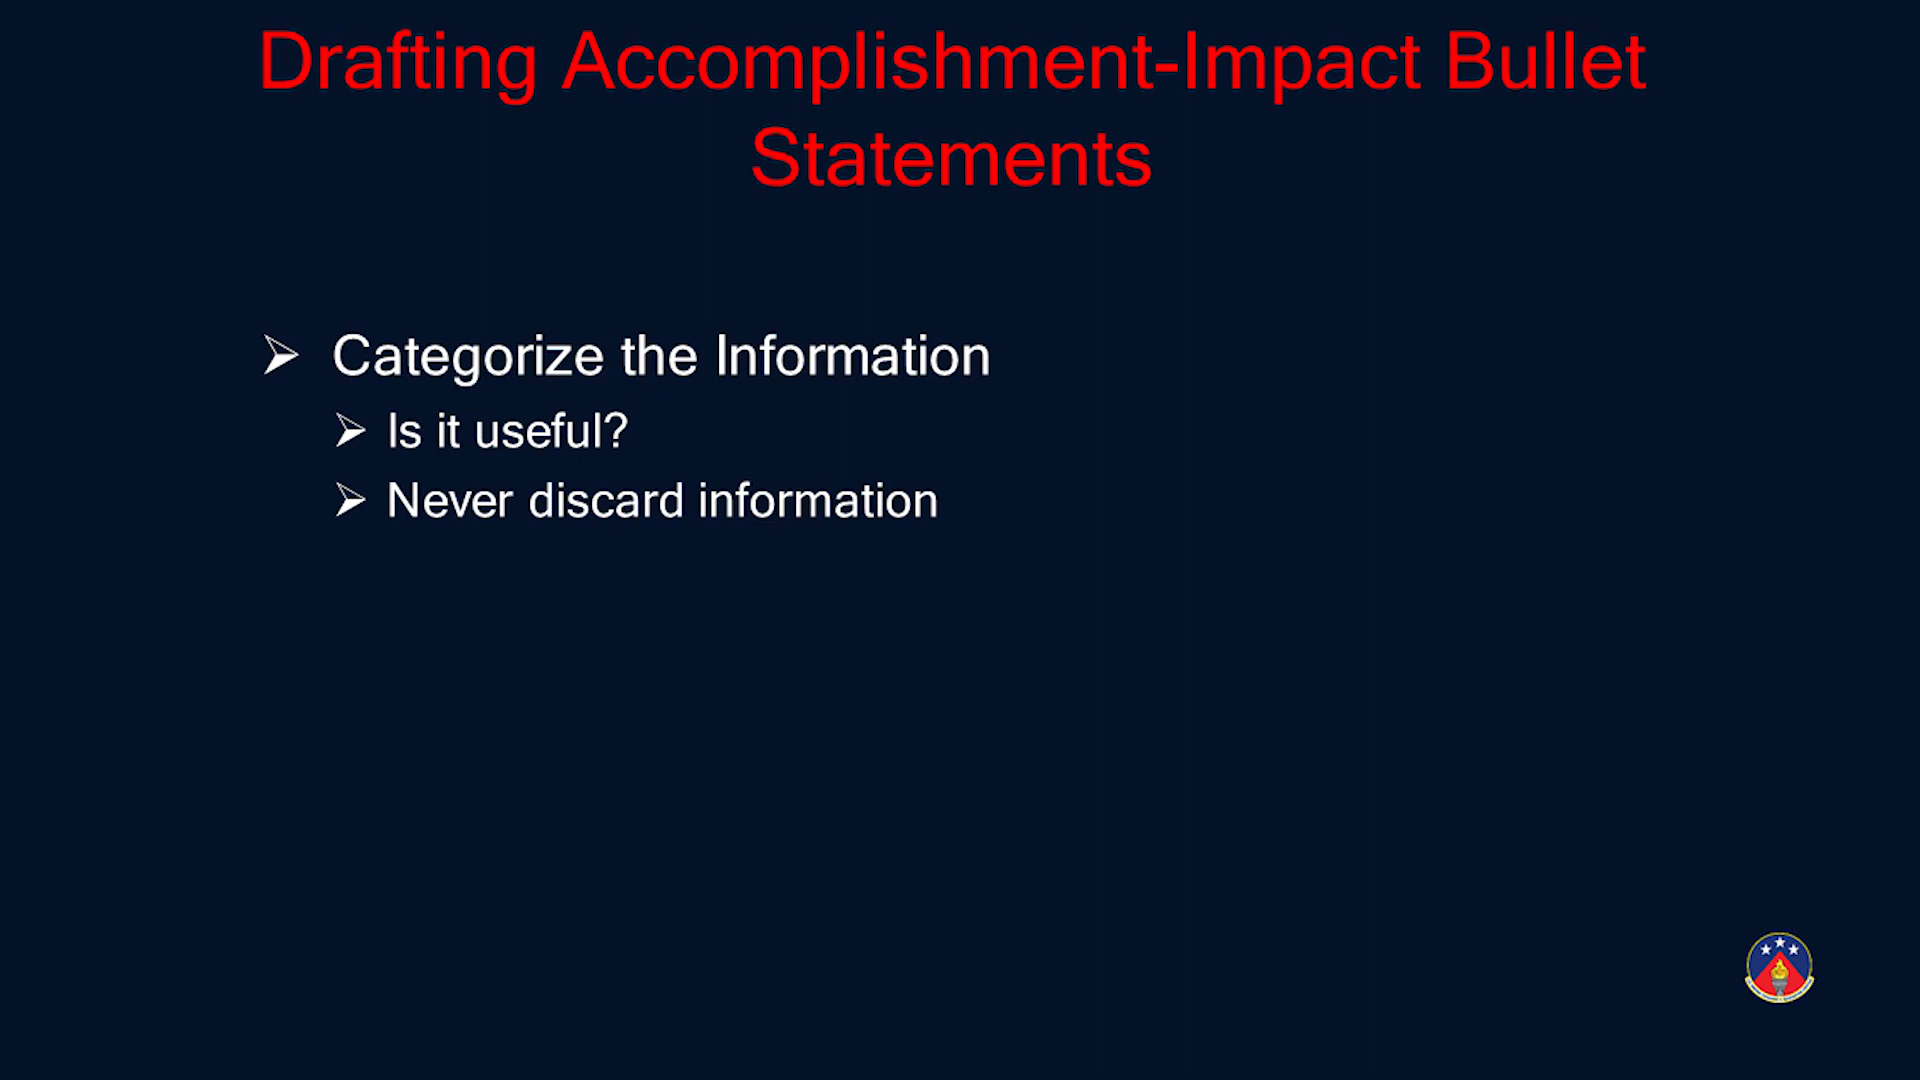 Drafting Accomplishment-Impact Bullet
Statements
Categorize the Information
Is it useful?
Never discard information